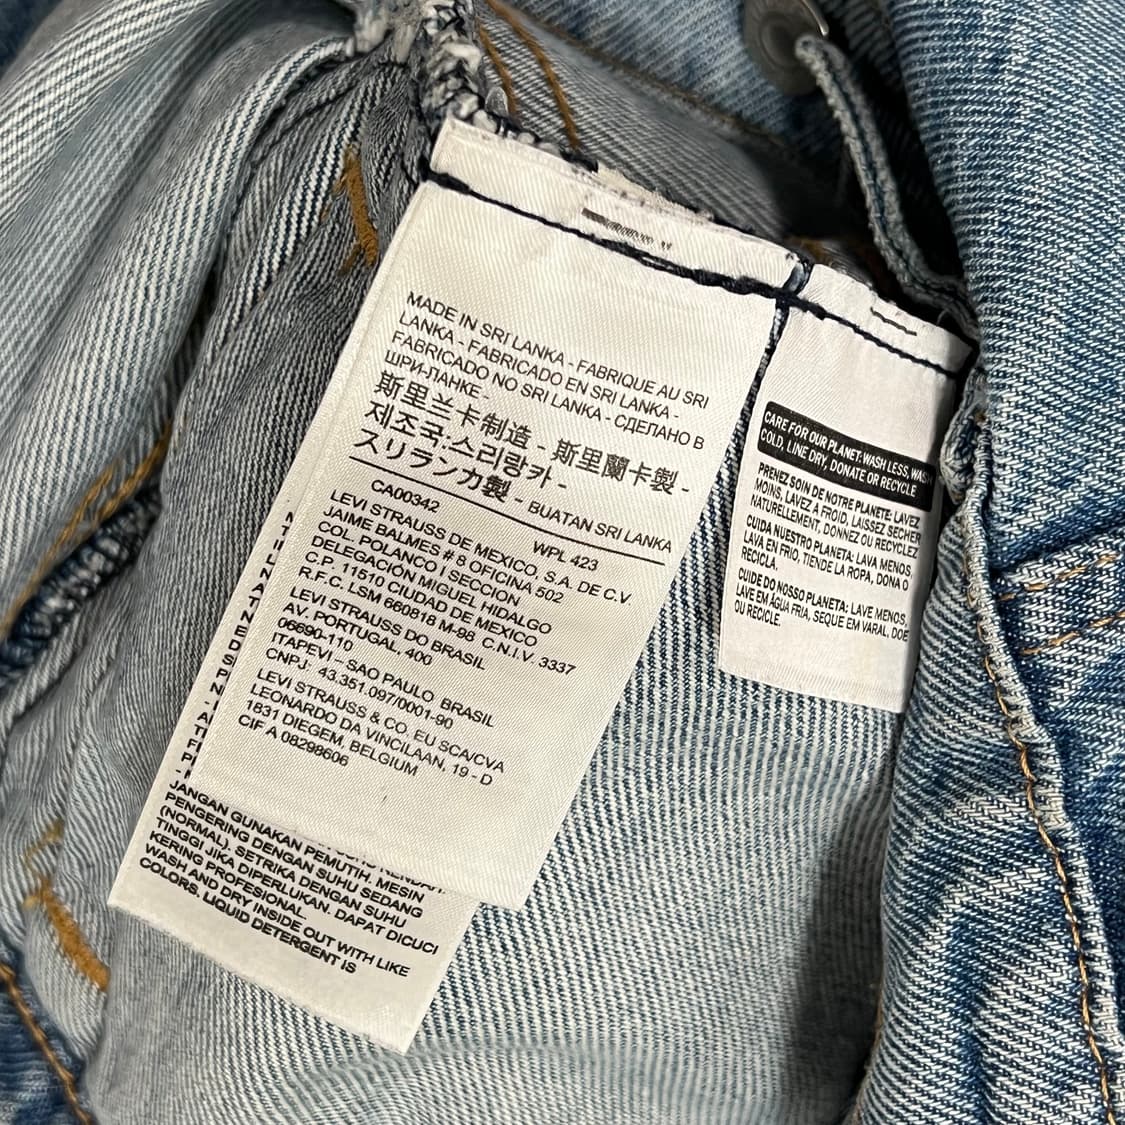 MADE IN SRI LANKA - FABRIQUE AU SRI
LANKA - FABRICADO EN SRI LANKA -
FABRICADO NO SRI LANKA - СДЕЛАНО В
ШРИ-ЛАНКЕ -
斯里兰卡制造 - 斯里蘭卡製 -
제조국:스리랑카 -
スリランカ製 - BUATAN SRI LANKA
CA00342 WPL 423
LEVI STRAUSS DE MEXICO, S.A. DE C.V.
JAIME BALMES # 8 OFICINA 502
COL. POLANCO I SECCION
DELEGACIÓN MIGUEL HIDALGO
C.P. 11510 CIUDAD DE MEXICO
R.F.C. LSM 660818 M-98 C.N.I.V. 3337
LEVI STRAUSS DO BRASIL
AV. PORTUGAL, 400
06690-110
ITAPEVI – SAO PAULO BRASIL
CNPJ: 43.351.097/0001-90
LEVI STRAUSS & CO. EU SCA/CVA
LEONARDO DA VINCILAAN, 19 - D
1831 DIEGEM, BELGIUM
CIF A 08298606
JANGAN GUNAKAN PEMUTIH, MESIN
PENGERING DENGAN SUHU SEDANG
(NORMAL). SETRIKA DENGAN SUHU
TINGGI JIKA DIPERLUKAN. DAPAT DICUCI
KERING PROFESIONAL.
WASH AND DRY INSIDE OUT WITH LIKE
COLORS, LIQUID DETERGENT IS
CARE FOR OUR PLANET: WASH LESS, WASH
COLD, LINE DRY, DONATE OR RECYCLE
PRENEZ SOIN DE NOTRE PLANETE: LAVEZ
MOINS, LAVEZ À FROID, LAISSEZ SECHER
NATURELLEMENT, DONNEZ OU RECYCLEZ
CUIDA NUESTRO PLANETA: LAVA MENOS,
LAVA EN FRIO, TIENDE LA ROPA, DONA O
RECICLA.
CUIDE DO NOSSO PLANETA: LAVE MENOS,
LAVE EM ÁGUA FRIA, SEQUE EM VARAL, DOE
OU RECICLE.